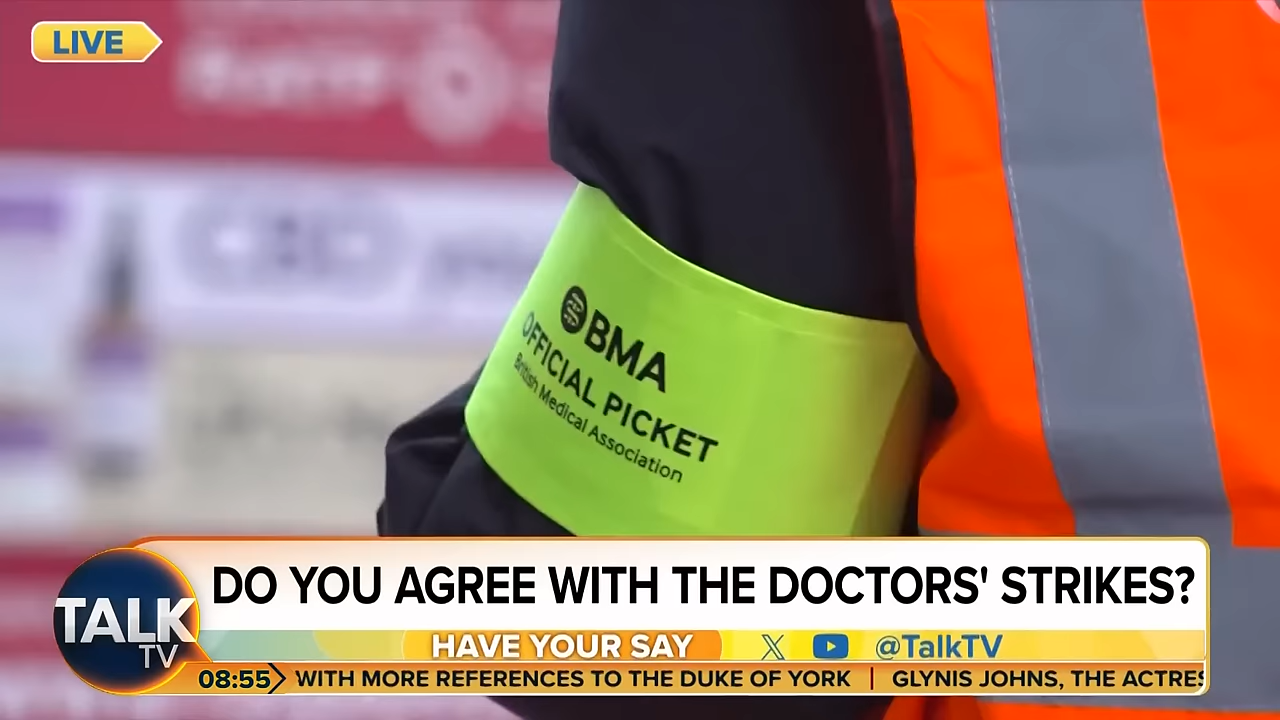 LIVE
BMA
OFFICIAL PICKET
British Medical Association
DO YOU AGREE WITH THE DOCTORS' STRIKES?
TALK
TV
HAVE YOUR SAY X @TalkTV
08:55 WITH MORE REFERENCES TO THE DUKE OF YORK | GLYNIS JOHNS, THE ACTRES